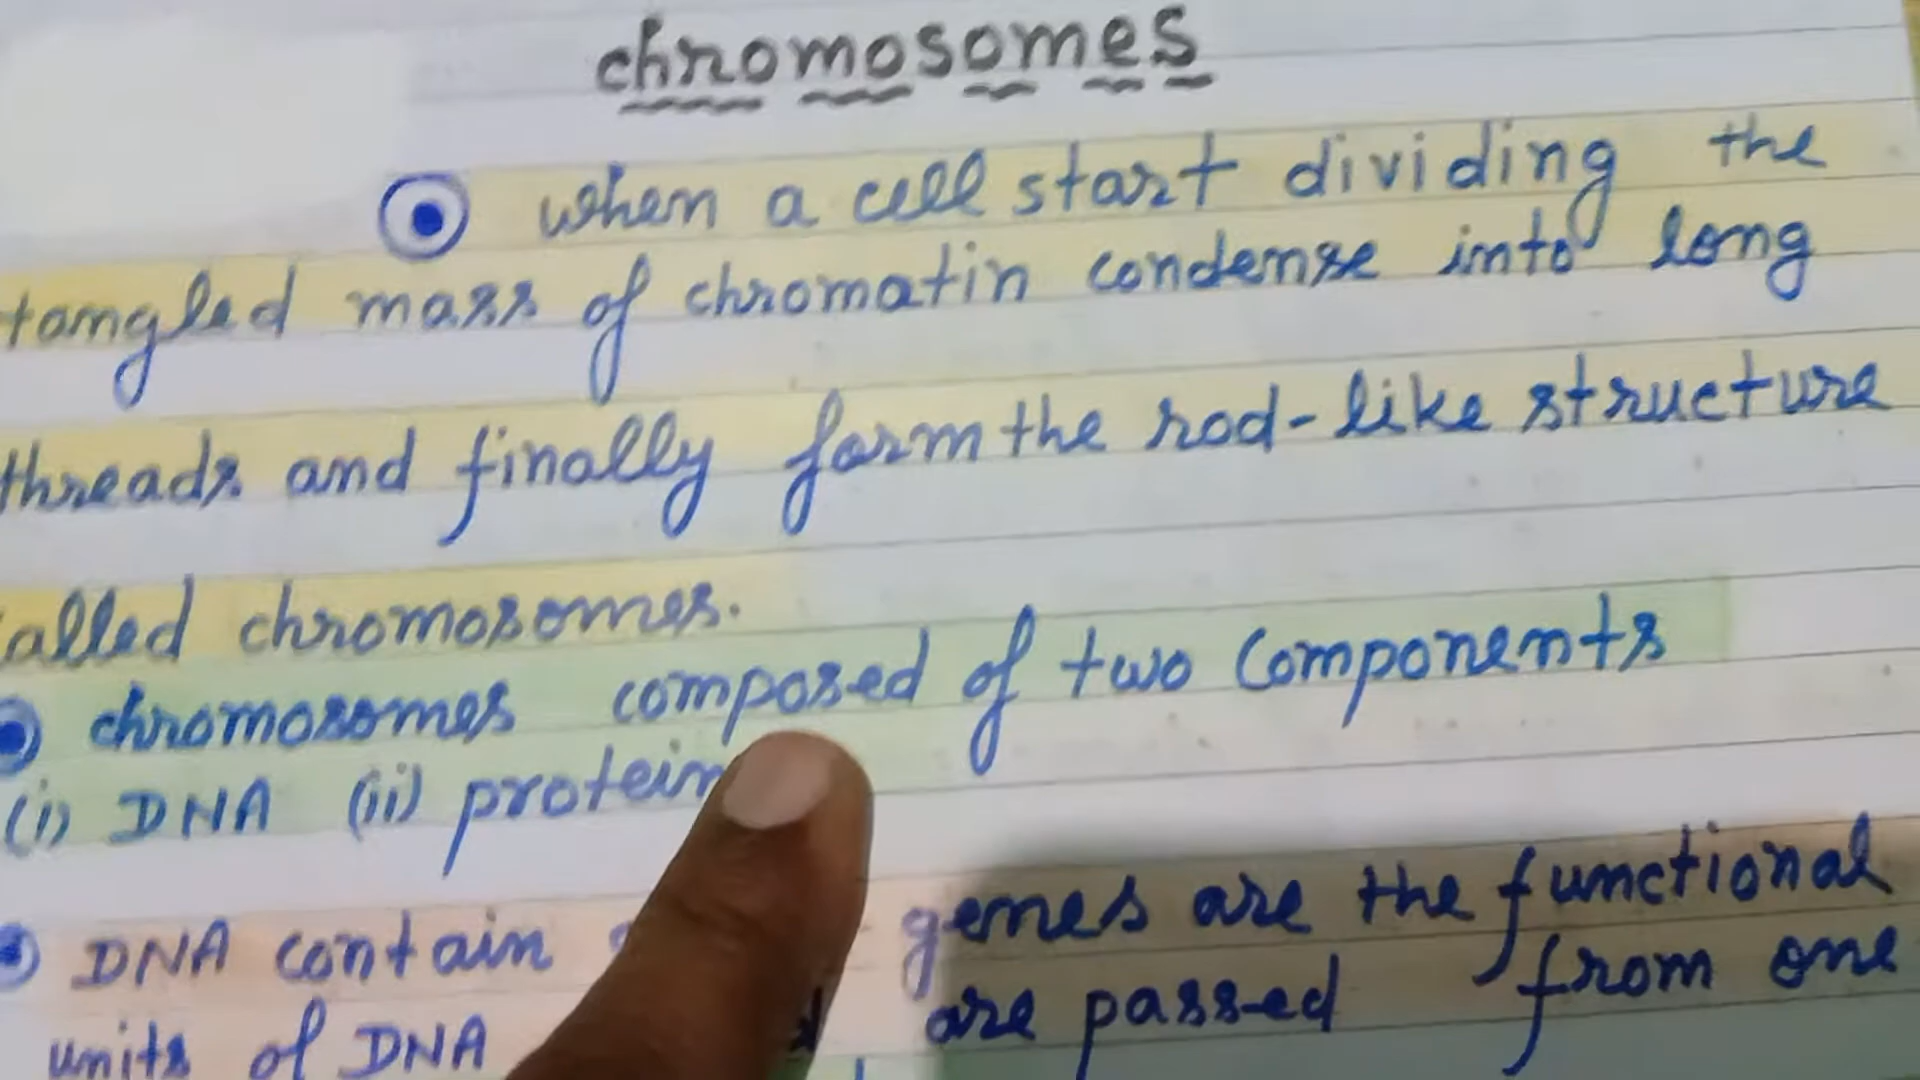 chromosomes
when a cell start dividing the
tangled mass of chromatin condense into long
threads and finally form the rod-like structure
alled chromosomes.
chromosomes composed of two components
(i) DNA (ii) protein
DNA contain genes are the functional
units of DNA are passed from one